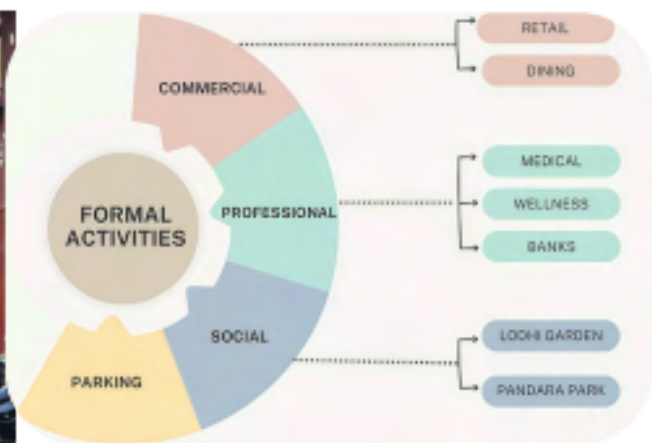 COMMERCIAL
RETAIL
DINING
FORMAL
ACTIVITIES
PROFESSIONAL
MEDICAL
WELLNESS
BANKS
SOCIAL
LODHI GARDEN
PANDARA PARK
PARKING